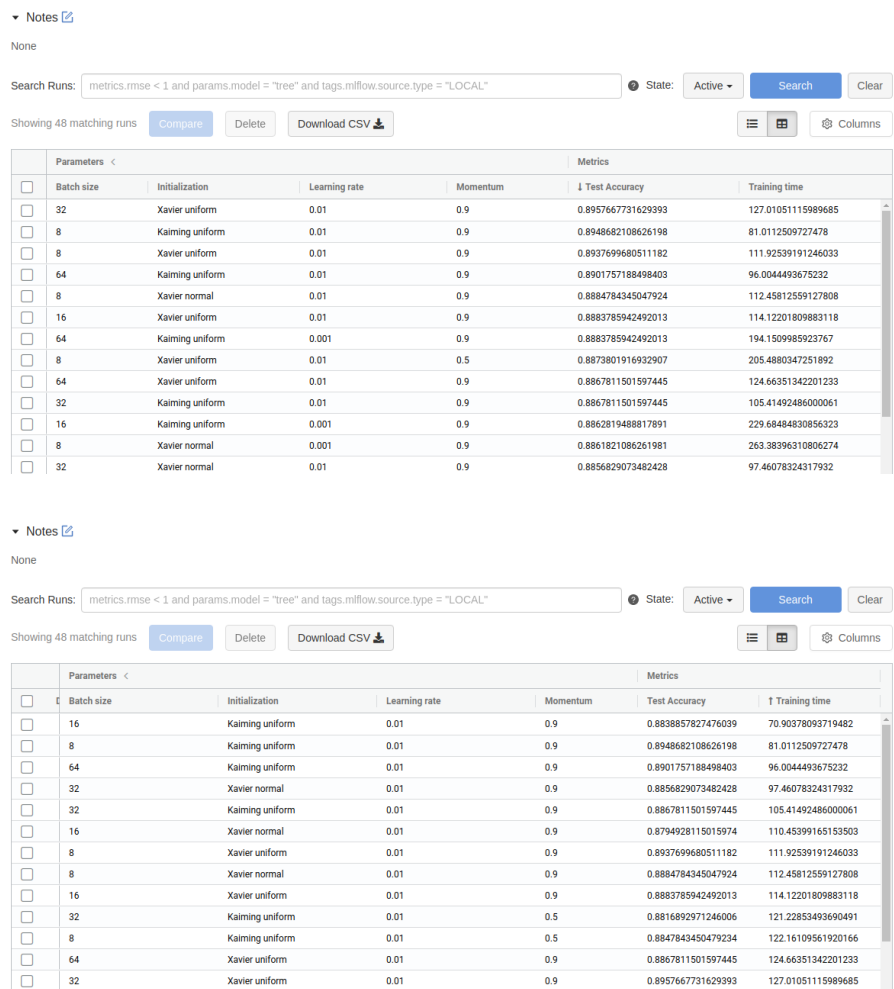 Notes
None
Search Runs: metrics.rmse < 1 and params.model = "tree" and tags.mlflow.source.type = "LOCAL" ? State: Active Search Clear
Showing 48 matching runs Compare Delete Download CSV Columns
Parameters < Metrics
Batch size Initialization Learning rate Momentum ↓ Test Accuracy Training time
32 Xavier uniform 0.01 0.9 0.8957667731629393 127.01051115989685
8 Kaiming uniform 0.01 0.9 0.8948682108626198 81.0112509727478
8 Xavier uniform 0.01 0.9 0.8937699680511182 111.92539191246033
64 Kaiming uniform 0.01 0.9 0.8901757188498403 96.0044493675232
8 Xavier normal 0.01 0.9 0.8884784345047924 112.45812559127808
16 Xavier uniform 0.01 0.9 0.8883785942492013 114.12201809883118
64 Kaiming uniform 0.001 0.9 0.8883785942492013 194.1509985923767
8 Xavier uniform 0.01 0.5 0.8873801916932907 205.4880347251892
64 Xavier uniform 0.01 0.9 0.8867811501597445 124.66351342201233
32 Kaiming uniform 0.01 0.9 0.8867811501597445 105.41492486000061
16 Kaiming uniform 0.001 0.9 0.8862819488817891 229.68484830856323
8 Xavier normal 0.001 0.9 0.8861821086261981 263.38396310806274
32 Xavier normal 0.01 0.9 0.8856829073482428 97.46078324317932
Notes
None
Search Runs: metrics.rmse < 1 and params.model = "tree" and tags.mlflow.source.type = "LOCAL" ? State: Active Search Clear
Showing 48 matching runs Compare Delete Download CSV Columns
Parameters < Metrics
Batch size Initialization Learning rate Momentum Test Accuracy ↑ Training time
16 Kaiming uniform 0.01 0.9 0.8838857827476039 70.90378093719482
8 Kaiming uniform 0.01 0.9 0.8948682108626198 81.0112509727478
64 Kaiming uniform 0.01 0.9 0.8901757188498403 96.0044493675232
32 Xavier normal 0.01 0.9 0.8856829073482428 97.46078324317932
32 Kaiming uniform 0.01 0.9 0.8867811501597445 105.41492486000061
16 Xavier normal 0.01 0.9 0.8794928115015974 110.45399165153503
8 Xavier uniform 0.01 0.9 0.8937699680511182 111.92539191246033
8 Xavier normal 0.01 0.9 0.8884784345047924 112.45812559127808
16 Xavier uniform 0.01 0.9 0.8883785942492013 114.12201809883118
32 Kaiming uniform 0.01 0.5 0.8816892971246006 121.22853493690491
8 Kaiming uniform 0.01 0.5 0.8847843450479234 122.16109561920166
64 Xavier uniform 0.01 0.9 0.8867811501597445 124.66351342201233
32 Xavier uniform 0.01 0.9 0.8957667731629393 127.01051115989685